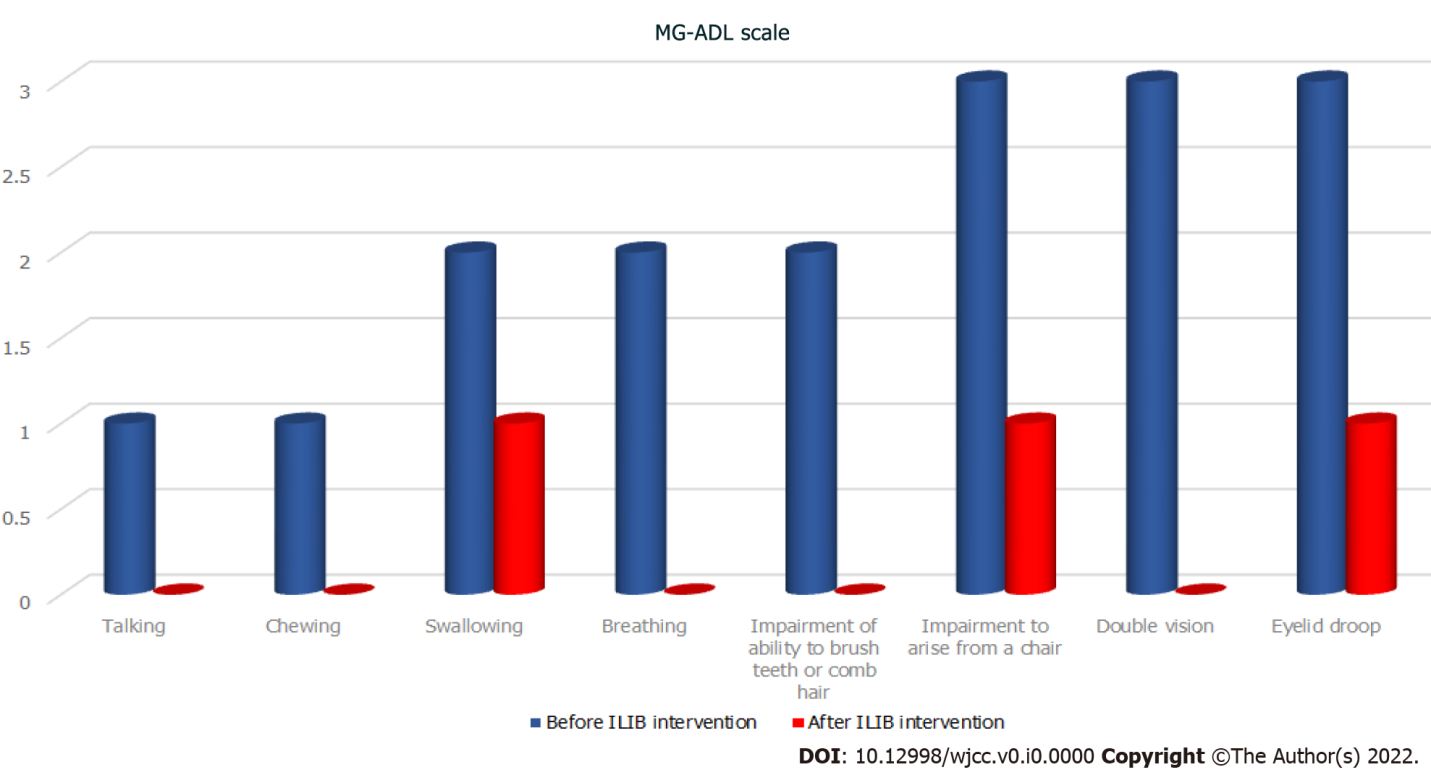 MG-ADL scale
3
2.5
2
1.5
1
0.5
0
Talking
Chewing
Swallowing
Breathing
Impairment of
ability to brush
teeth or comb
hair
Impairment to
arise from a chair
Double vision
Eyelid droop
Before ILIB intervention
After ILIB intervention
DOI: 10.12998/wjcc.v0.i0.0000 Copyright ©The Author(s) 2022.